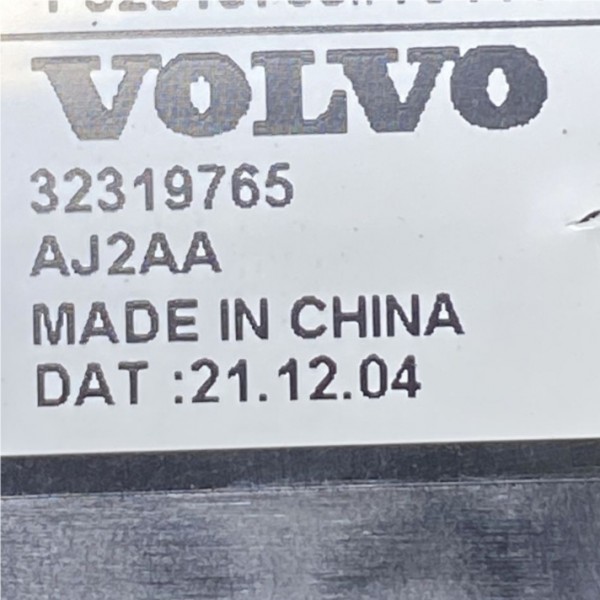 VOLVO
32319765
AJ2AA
MADE IN CHINA
DAT :21.12.04